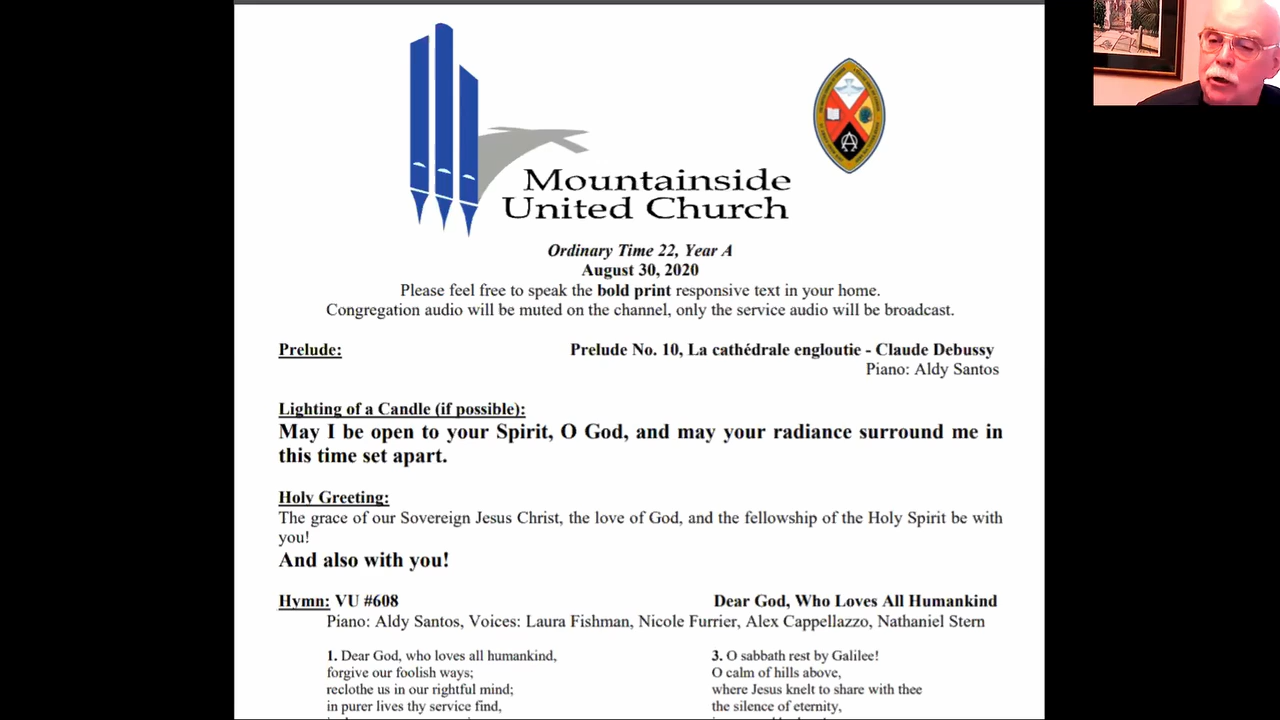 Mountainside
United Church
Ordinary Time 22, Year A
August 30, 2020
Please feel free to speak the bold print responsive text in your home.
Congregation audio will be muted on the channel, only the service audio will be broadcast.
Prelude: Prelude No. 10, La cathédrale engloutie - Claude Debussy
Piano: Aldy Santos
Lighting of a Candle (if possible):
May I be open to your Spirit, O God, and may your radiance surround me in
this time set apart.
Holy Greeting:
The grace of our Sovereign Jesus Christ, the love of God, and the fellowship of the Holy Spirit be with
you!
And also with you!
Hymn: VU #608 Dear God, Who Loves All Humankind
Piano: Aldy Santos, Voices: Laura Fishman, Nicole Furrier, Alex Cappellazzo, Nathaniel Stern
1. Dear God, who loves all humankind,
forgive our foolish ways;
reclothe us in our rightful mind;
in purer lives thy service find,
3. O sabbath rest by Galilee!
O calm of hills above,
where Jesus knelt to share with thee
the silence of eternity,